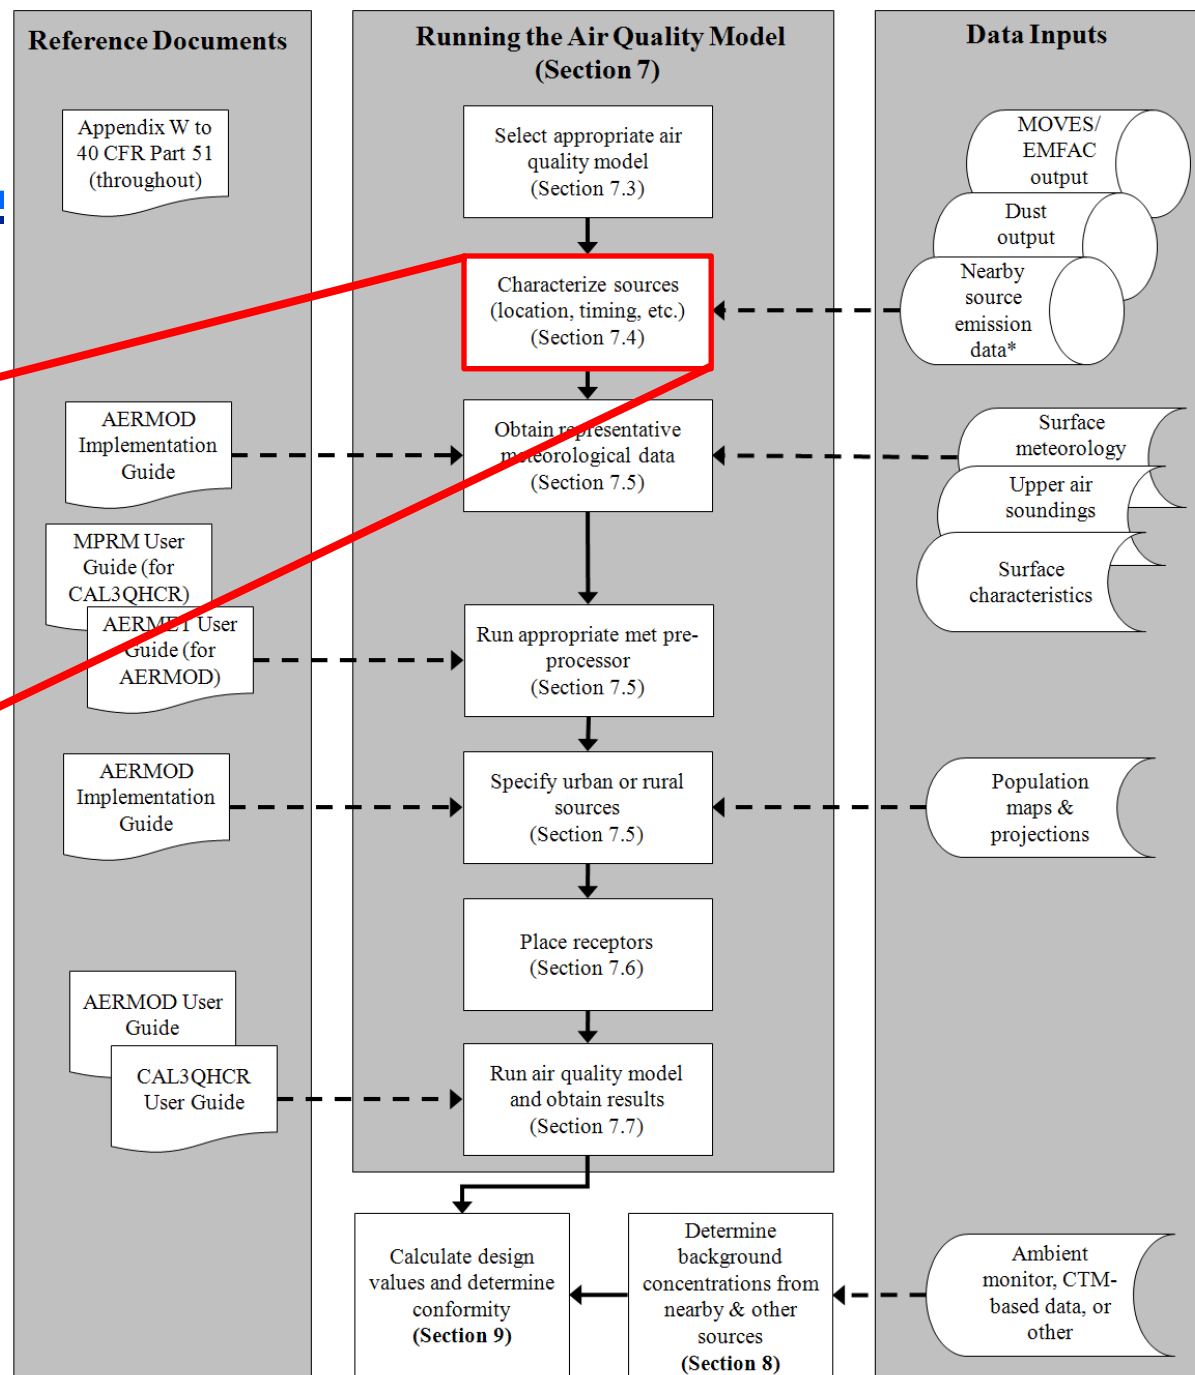 Reference Documents
Appendix W to
40 CFR Part 51
(throughout)
AERMOD
Implementation
Guide
MPRM User
Guide (for
CAL3QHCR)
AERMET User
Guide (for
AERMOD)
AERMOD
Implementation
Guide
AERMOD User
Guide
CAL3QHCR
User Guide
Running the Air Quality Model
(Section 7)
Select appropriate air
quality model
(Section 7.3)
Characterize sources
(location, timing, etc.)
(Section 7.4)
Obtain representative
meteorological data
(Section 7.5)
Run appropriate met pre-
processor
(Section 7.5)
Specify urban or rural
sources
(Section 7.5)
Place receptors
(Section 7.6)
Run air quality model
and obtain results
(Section 7.7)
Calculate design
values and determine
conformity
(Section 9)
Determine
background
concentrations from
nearby & other
sources
(Section 8)
Data Inputs
MOVES/
EMFAC
output
Dust
output
Nearby
source
emission
data*
Surface
meteorology
Upper air
soundings
Surface
characteristics
Population
maps &
projections
Ambient
monitor, CTM-
based data, or
other